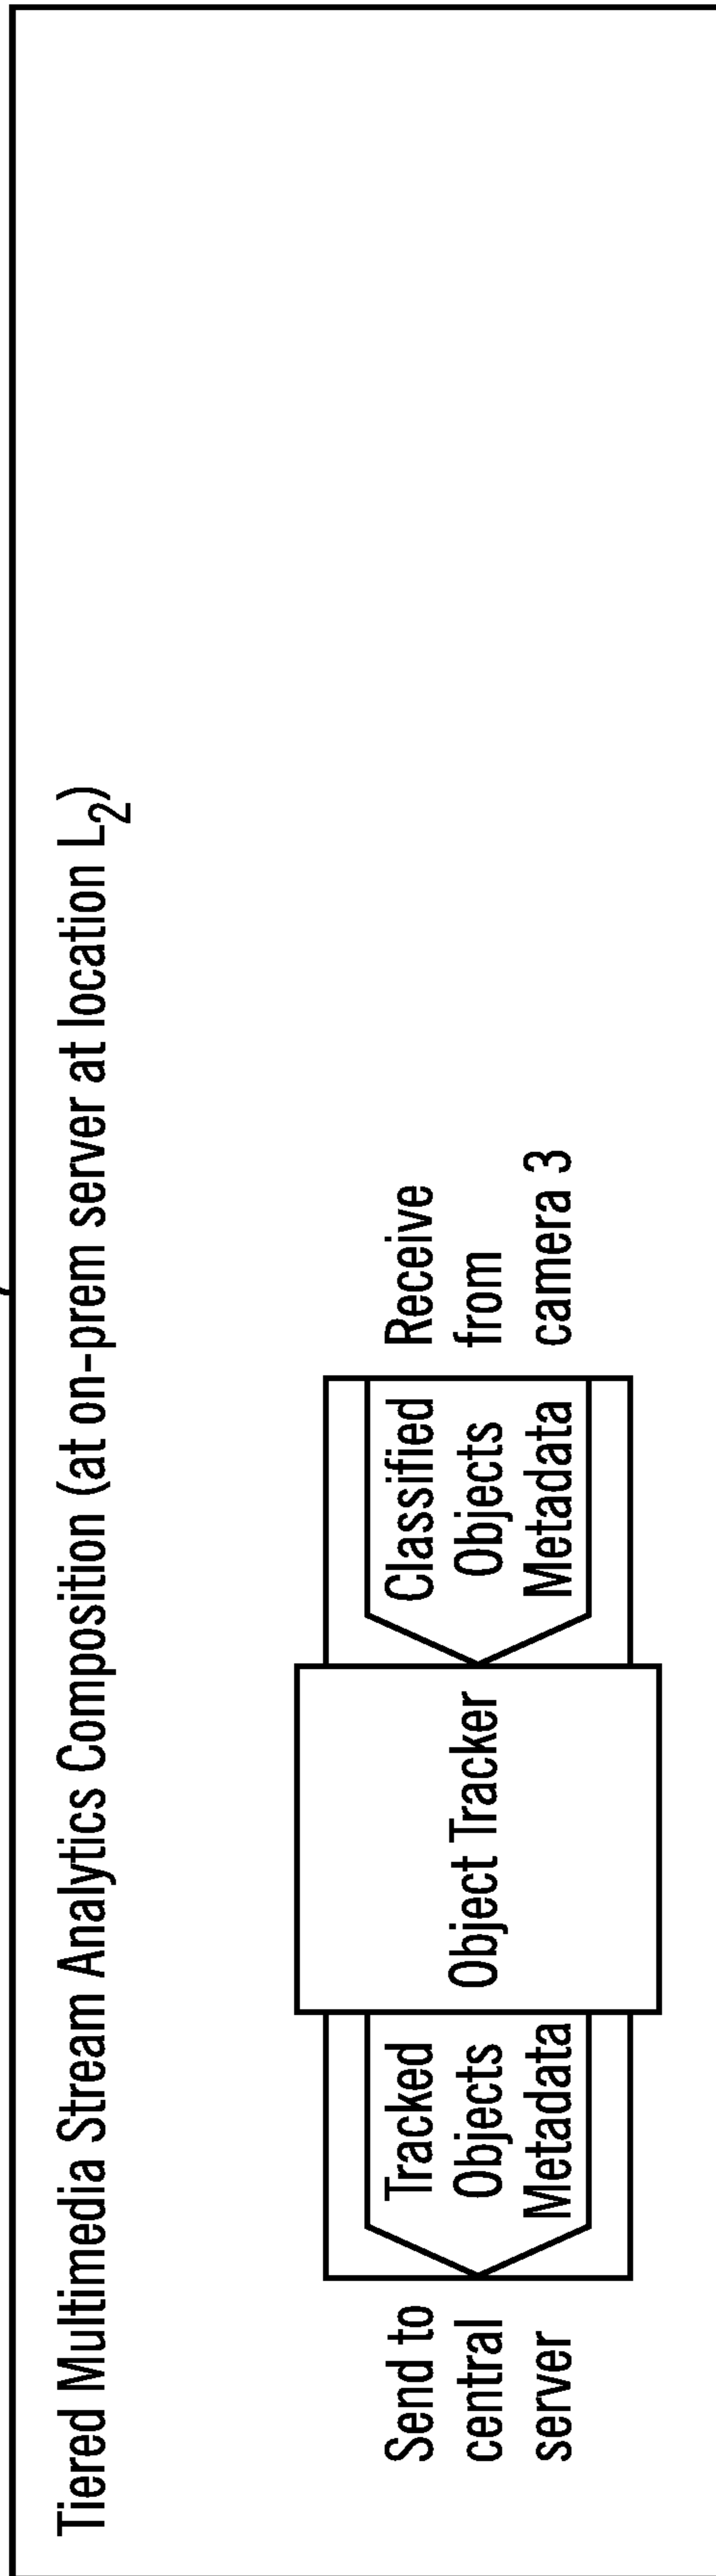 Tiered Multimedia Stream Analytics Composition (at on-prem server at location L2)
Send to
central
server
Tracked
Objects
Metadata
Object Tracker
Classified
Objects
Metadata
Receive
from
camera 3